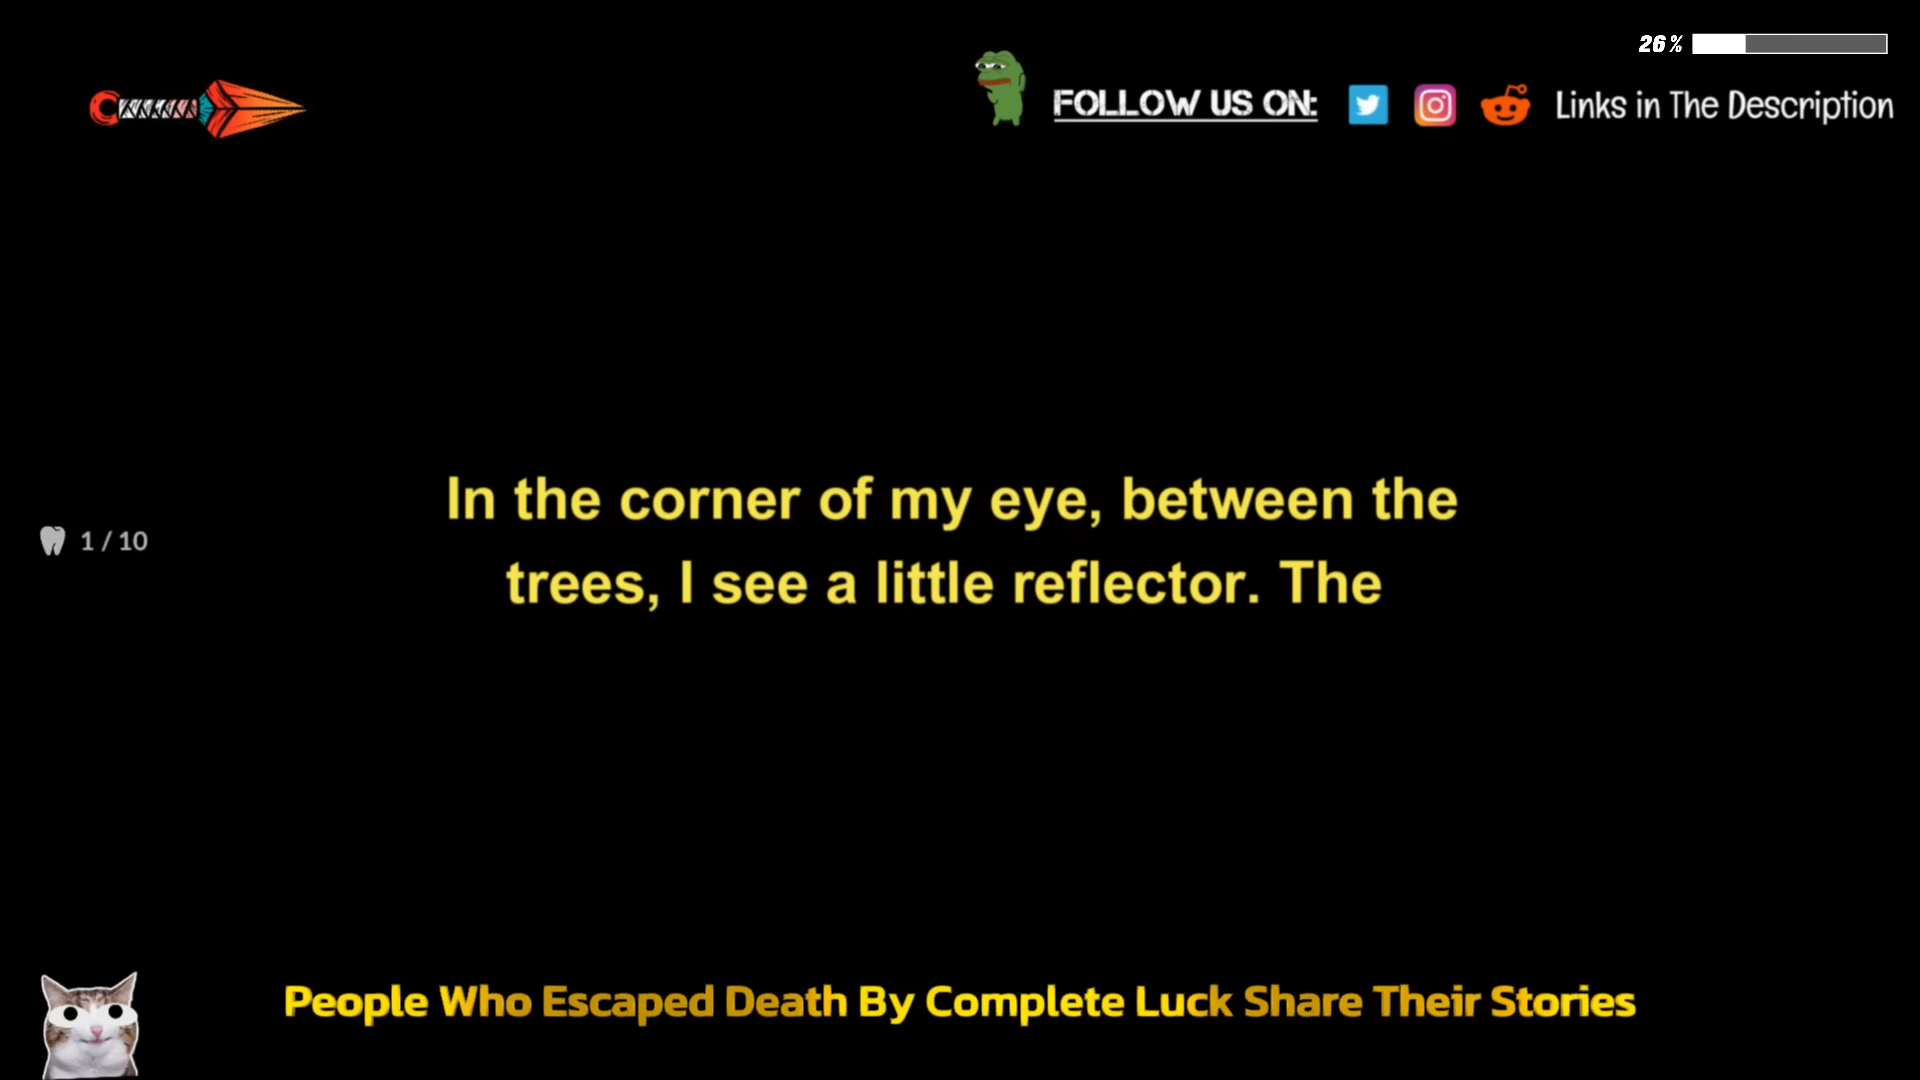 26%
FOLLOW US ON: Links in The Description
In the corner of my eye, between the
trees, I see a little reflector. The
1 / 10
People Who Escaped Death By Complete Luck Share Their Stories